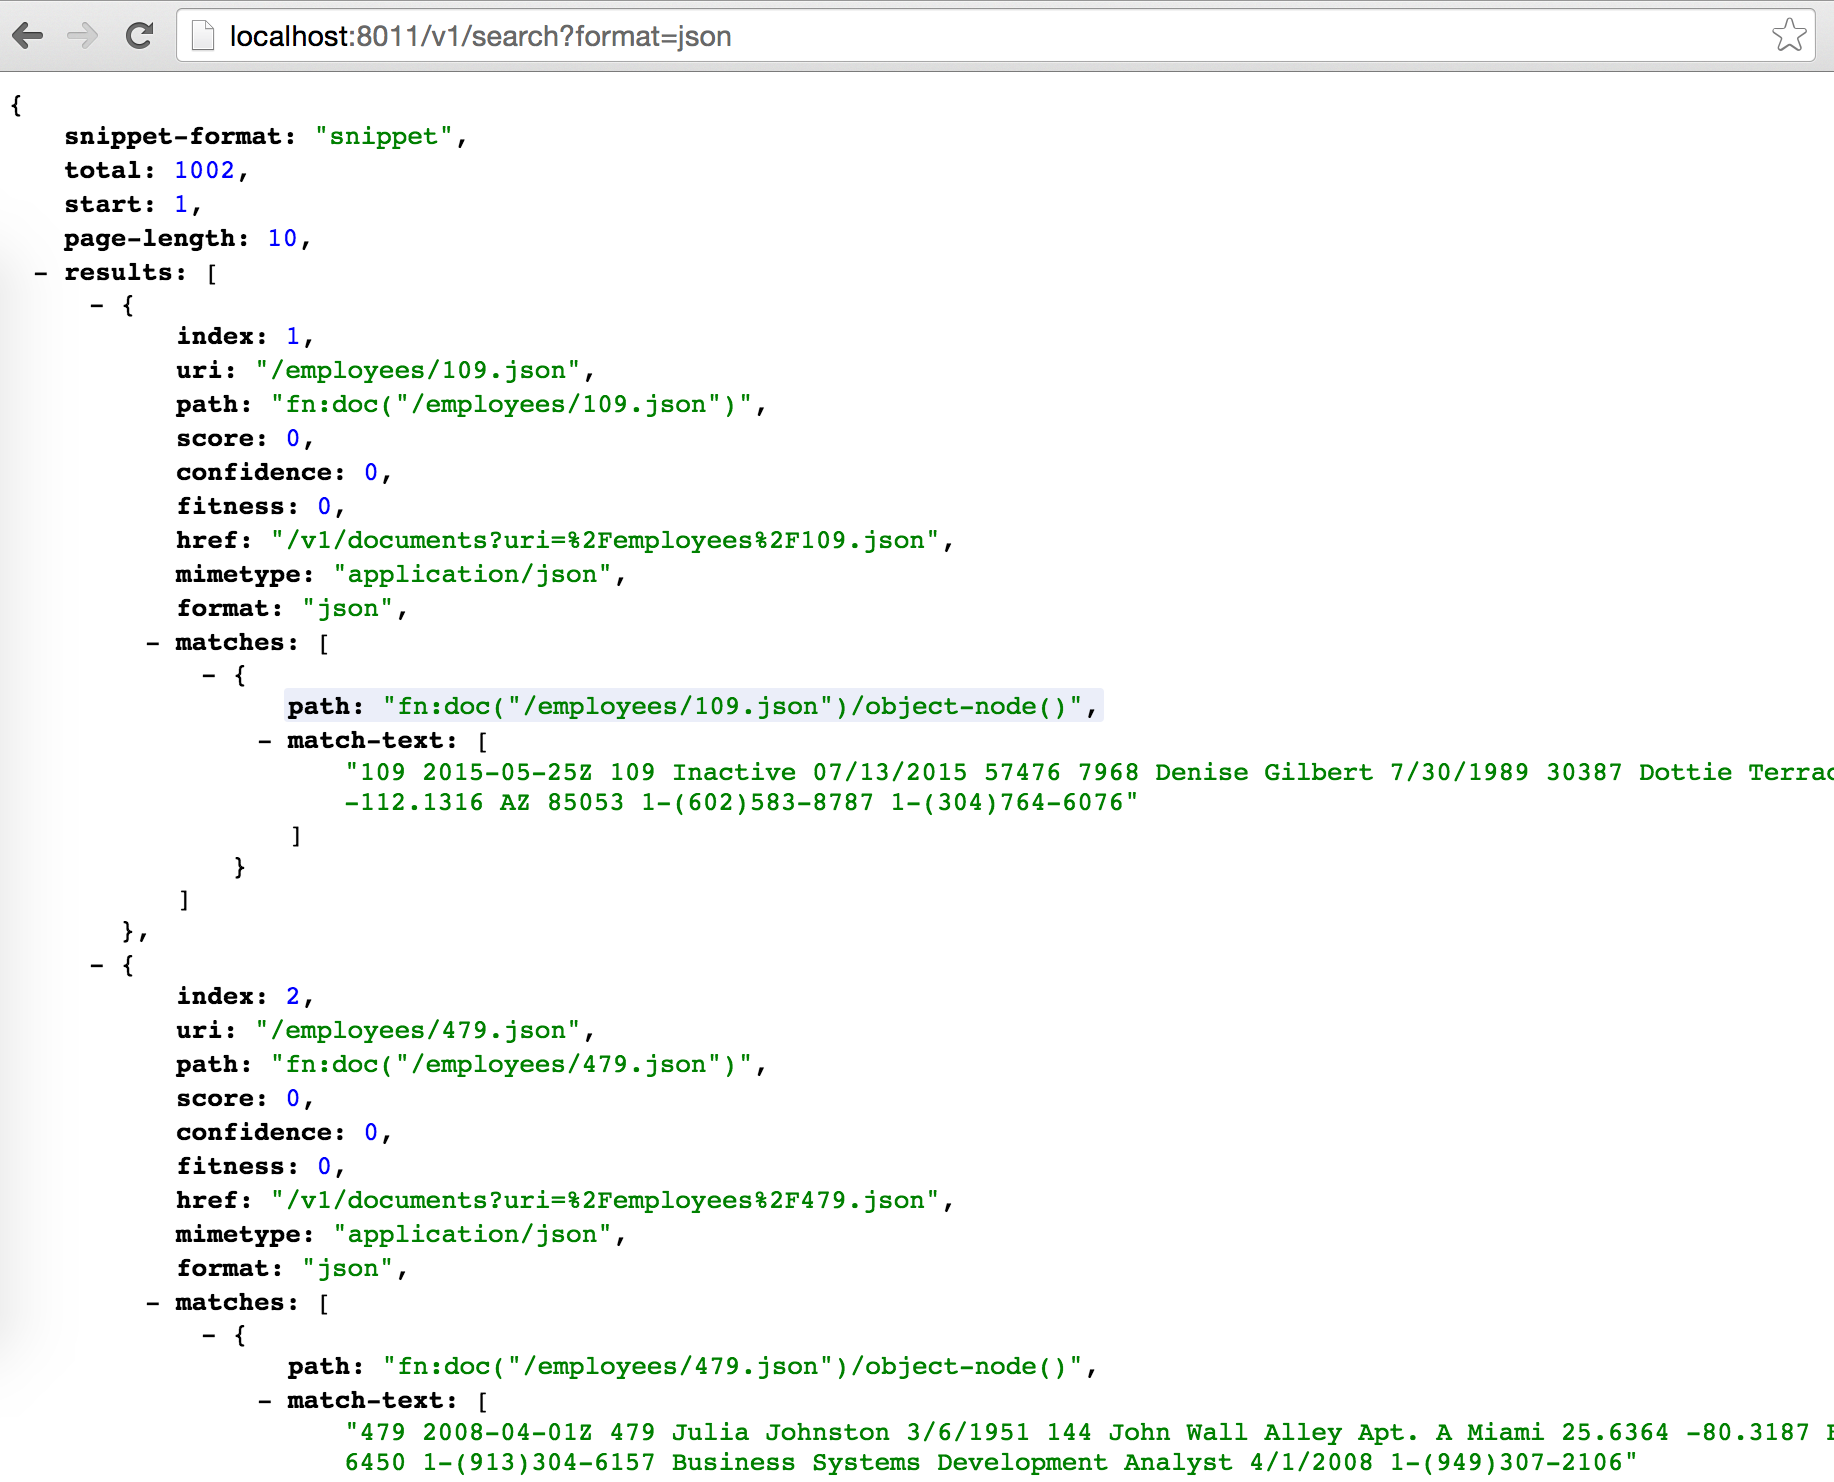 localhost:8011/v1/search?format=json
{
snippet-format: "snippet",
total: 1002,
start: 1,
page-length: 10,
- results: [
- {
index: 1,
uri: "/employees/109.json",
path: "fn:doc("/employees/109.json")",
score: 0,
confidence: 0,
fitness: 0,
href: "/v1/documents?uri=%2Femployees%2F109.json",
mimetype: "application/json",
format: "json",
- matches: [
- {
path: "fn:doc("/employees/109.json")/object-node()",
- match-text: [
"109 2015-05-25Z 109 Inactive 07/13/2015 57476 7968 Denise Gilbert 7/30/1989 30387 Dottie
-112.1316 AZ 85053 1-(602)583-8787 1-(304)764-6076"
]
}
]
},
- {
index: 2,
uri: "/employees/479.json",
path: "fn:doc("/employees/479.json")",
score: 0,
confidence: 0,
fitness: 0,
href: "/v1/documents?uri=%2Femployees%2F479.json",
mimetype: "application/json",
format: "json",
- matches: [
- {
path: "fn:doc("/employees/479.json")/object-node()",
- match-text: [
"479 2008-04-01Z 479 Julia Johnston 3/6/1951 144 John Wall Alley Apt. A Miami 25.6364 -80.3187
6450 1-(913)304-6157 Business Systems Development Analyst 4/1/2008 1-(949)307-2106"